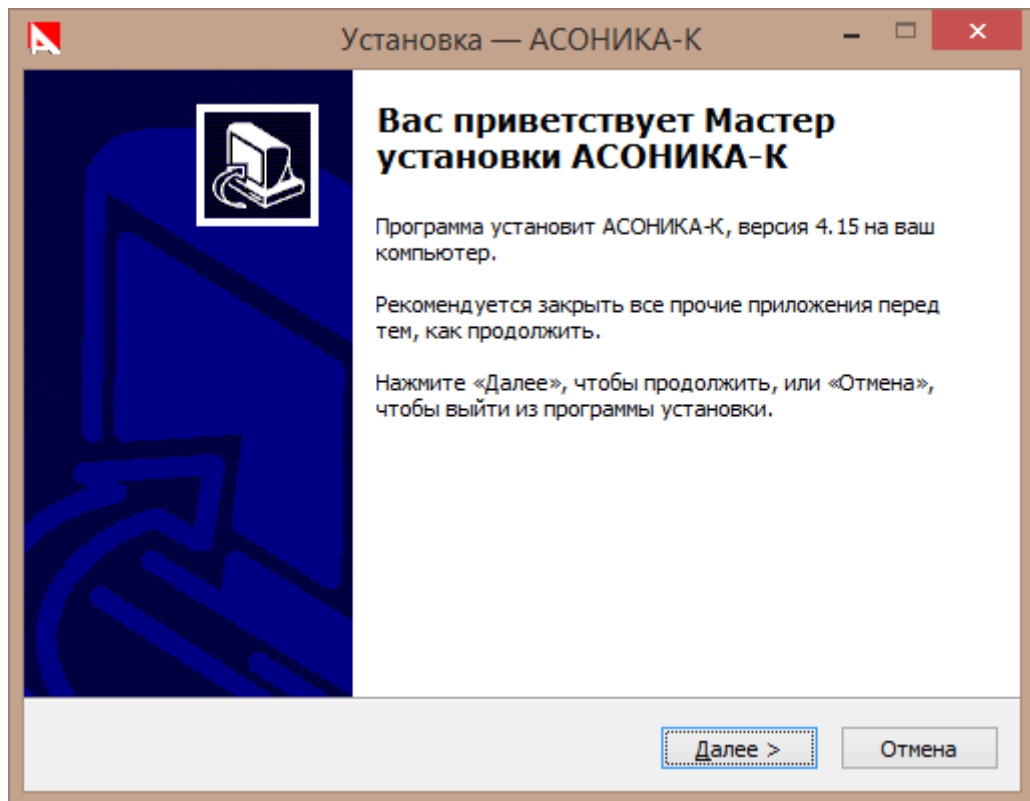 Установка — АСОНИКА-К
Вас приветствует Мастер
установки АСОНИКА-К
Программа установит АСОНИКА-К, версия 4.15 на ваш
компьютер.
Рекомендуется закрыть все прочие приложения перед
тем, как продолжить.
Нажмите «Далее», чтобы продолжить, или «Отмена»,
чтобы выйти из программы установки.
Далее >
Отмена